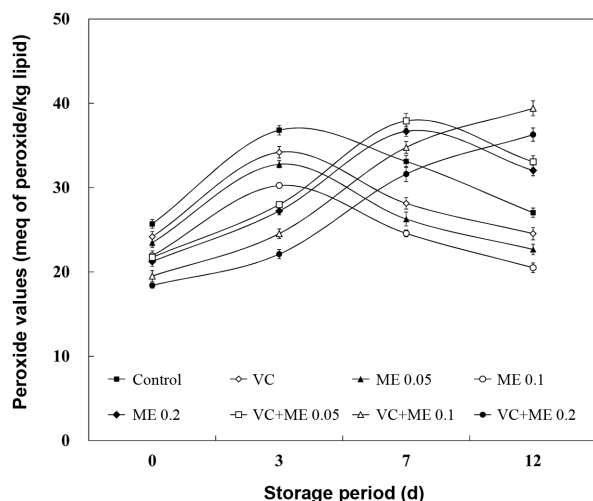 50
40
30
20
10
0
Peroxide values (meq of peroxide/kg lipid)
Control VC ME 0.05 ME 0.1
ME 0.2 VC+ME 0.05 VC+ME 0.1 VC+ME 0.2
0 3 7 12
Storage period (d)